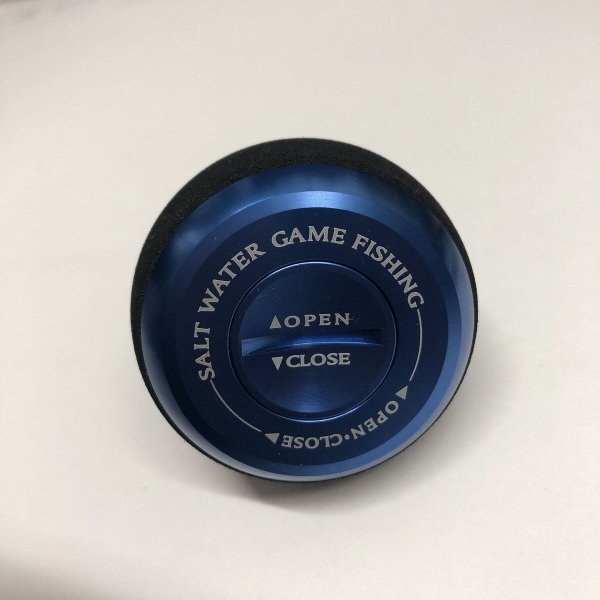 SALT WATER GAME FISHING
▲OPEN
▼CLOSE
◀OPEN•CLOSE▶